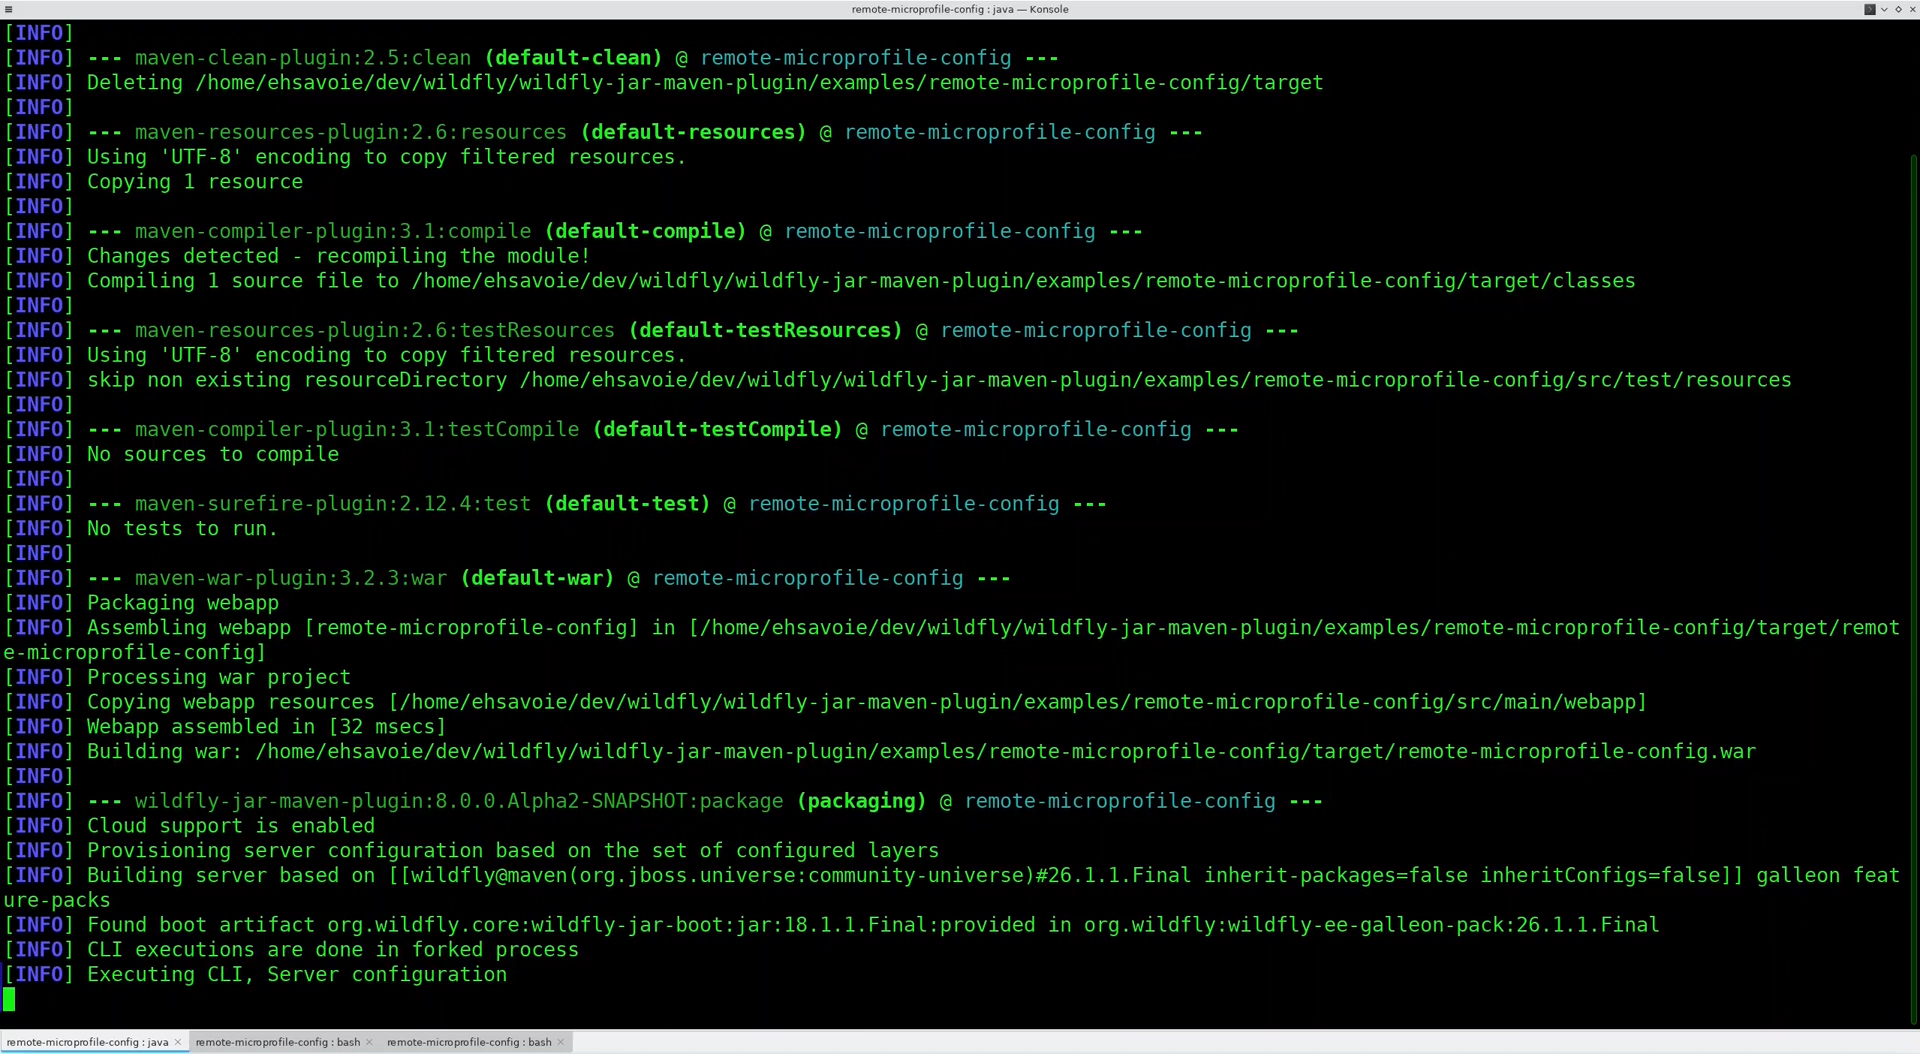 remote-microprofile-config : java — Konsole
[INFO]
[INFO] --- maven-clean-plugin:2.5:clean (default-clean) @ remote-microprofile-config ---
[INFO] Deleting /home/ehsavoie/dev/wildfly/wildfly-jar-maven-plugin/examples/remote-microprofile-config/target
[INFO]
[INFO] --- maven-resources-plugin:2.6:resources (default-resources) @ remote-microprofile-config ---
[INFO] Using 'UTF-8' encoding to copy filtered resources.
[INFO] Copying 1 resource
[INFO]
[INFO] --- maven-compiler-plugin:3.1:compile (default-compile) @ remote-microprofile-config ---
[INFO] Changes detected - recompiling the module!
[INFO] Compiling 1 source file to /home/ehsavoie/dev/wildfly/wildfly-jar-maven-plugin/examples/remote-microprofile-config/target/classes
[INFO]
[INFO] --- maven-resources-plugin:2.6:testResources (default-testResources) @ remote-microprofile-config ---
[INFO] Using 'UTF-8' encoding to copy filtered resources.
[INFO] skip non existing resourceDirectory /home/ehsavoie/dev/wildfly/wildfly-jar-maven-plugin/examples/remote-microprofile-config/src/test/resources
[INFO]
[INFO] --- maven-compiler-plugin:3.1:testCompile (default-testCompile) @ remote-microprofile-config ---
[INFO] No sources to compile
[INFO]
[INFO] --- maven-surefire-plugin:2.12.4:test (default-test) @ remote-microprofile-config ---
[INFO] No tests to run.
[INFO]
[INFO] --- maven-war-plugin:3.2.3:war (default-war) @ remote-microprofile-config ---
[INFO] Packaging webapp
[INFO] Assembling webapp [remote-microprofile-config] in [/home/ehsavoie/dev/wildfly/wildfly-jar-maven-plugin/examples/remote-microprofile-config/target/remot
e-microprofile-config]
[INFO] Processing war project
[INFO] Copying webapp resources [/home/ehsavoie/dev/wildfly/wildfly-jar-maven-plugin/examples/remote-microprofile-config/src/main/webapp]
[INFO] Webapp assembled in [32 msecs]
[INFO] Building war: /home/ehsavoie/dev/wildfly/wildfly-jar-maven-plugin/examples/remote-microprofile-config/target/remote-microprofile-config.war
[INFO]
[INFO] --- wildfly-jar-maven-plugin:8.0.0.Alpha2-SNAPSHOT:package (packaging) @ remote-microprofile-config ---
[INFO] Cloud support is enabled
[INFO] Provisioning server configuration based on the set of configured layers
[INFO] Building server based on [[wildfly@maven(org.jboss.universe:community-universe)#26.1.1.Final inherit-packages=false inheritConfigs=false]] galleon feat
ure-packs
[INFO] Found boot artifact org.wildfly.core:wildfly-jar-boot:jar:18.1.1.Final:provided in org.wildfly:wildfly-ee-galleon-pack:26.1.1.Final
[INFO] CLI executions are done in forked process
[INFO] Executing CLI, Server configuration
remote-microprofile-config : java
remote-microprofile-config : bash
remote-microprofile-config : bash